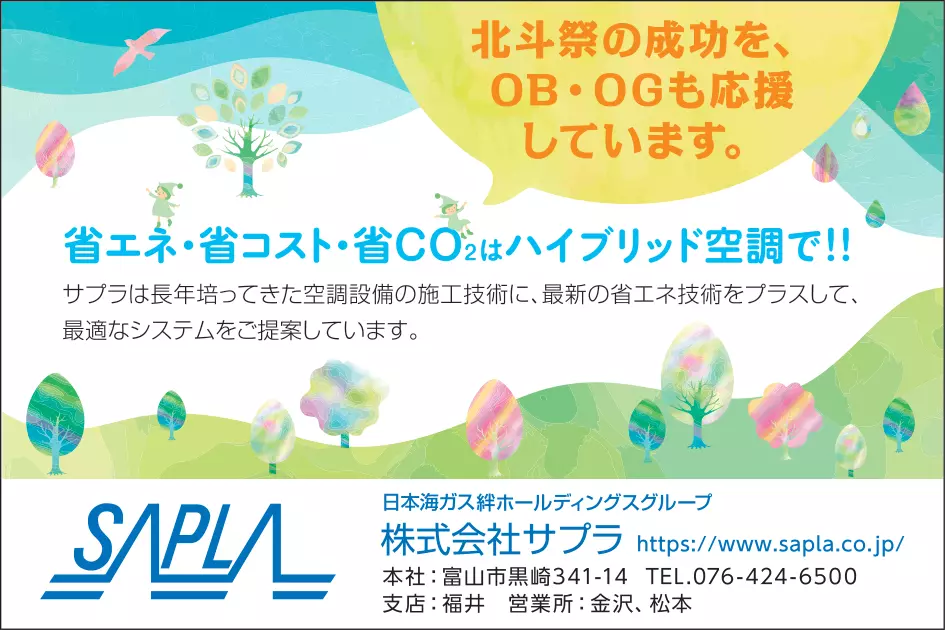 北斗祭の成功を、
OB・OGも応援
しています。
省エネ・省コスト・省CO₂はハイブリッド空調で!!
サプラは長年培ってきた空調設備の施工技術に、最新の省エネ技術をプラスして、
最適なシステムをご提案しています。
SAPLA
日本海ガス絆ホールディングスグループ
株式会社サプラ https://www.sapla.co.jp/
本社：富山市黒崎341-14 TEL.076-424-6500
支店：福井 営業所：金沢、松本